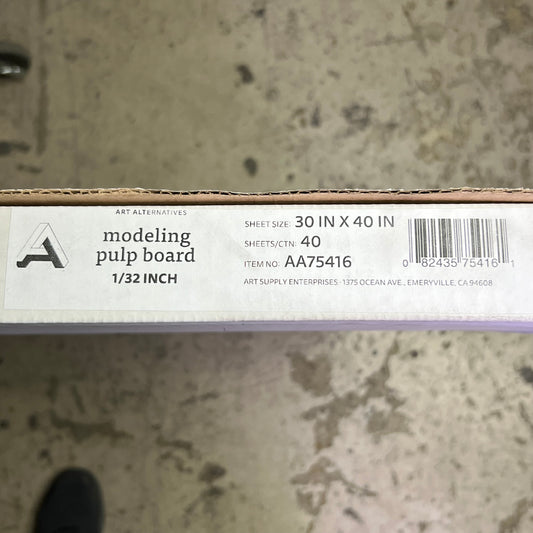 ART ALTERNATIVES
modeling
pulp board
1/32 INCH
SHEET SIZE: 30 IN X 40 IN
SHEETS/CTN: 40
ITEM NO: AA75416
ART SUPPLY ENTERPRISES · 1375 OCEAN AVE., EMERYVILLE, CA 94608
0 82435 75416 1